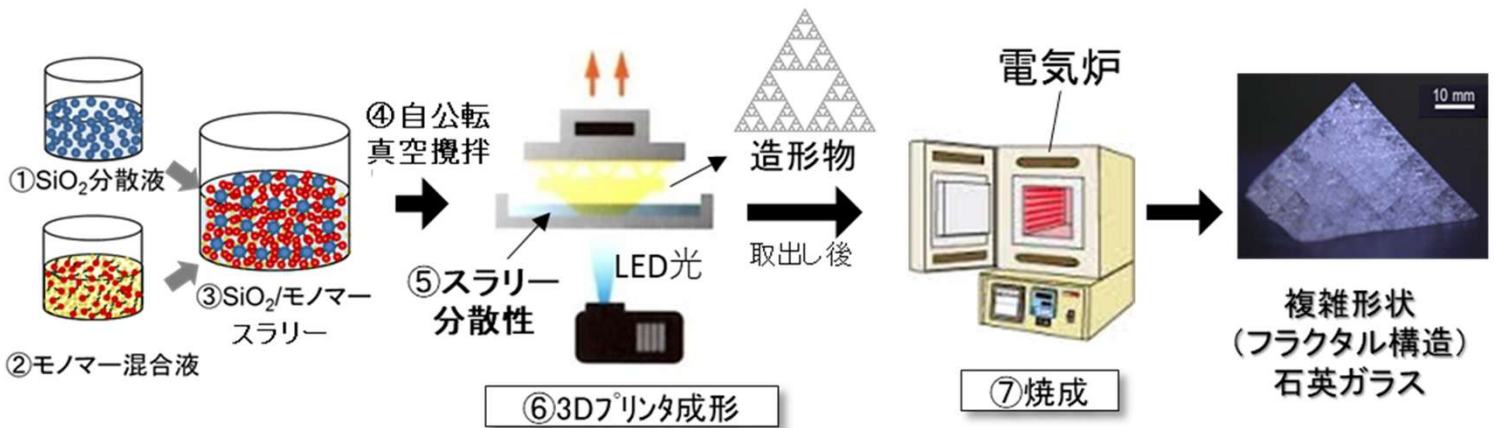 ①SiO₂分散液
②モノマー混合液
③SiO₂/モノマー
スラリー
④自公転
真空攪拌
⑤スラリー
分散性
LED光
⑥3Dプリンタ成形
造形物
取出し後
電気炉
⑦焼成
10 mm
複雑形状
（フラクタル構造）
石英ガラス